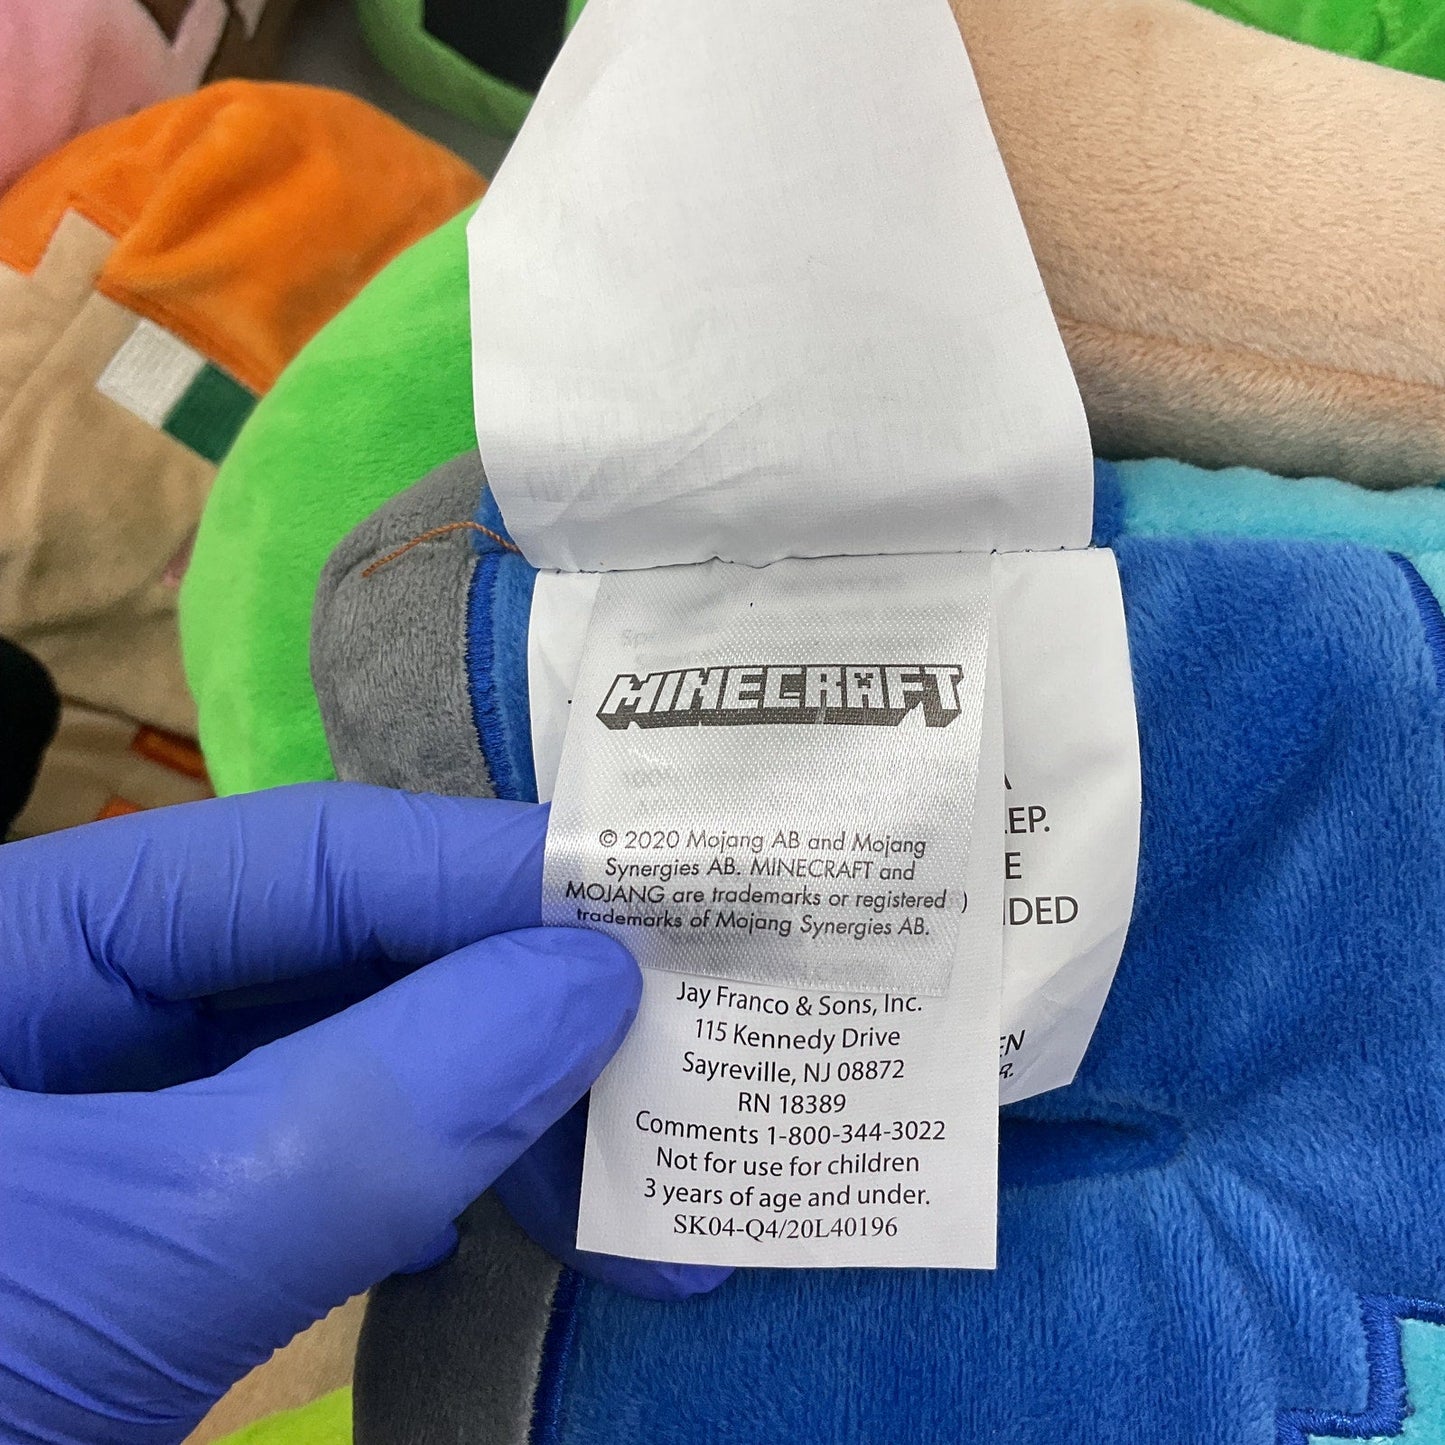 MINECRAFT
© 2020 Mojang AB and Mojang
Synergies AB. MINECRAFT and
MOJANG are trademarks or registered )
trademarks of Mojang Synergies AB.
Jay Franco & Sons, Inc.
115 Kennedy Drive
Sayreville, NJ 08872
RN 18389
Comments 1-800-344-3022
Not for use for children
3 years of age and under.
SK04-Q4/20L40196
EP.
E
DED
EN
R.